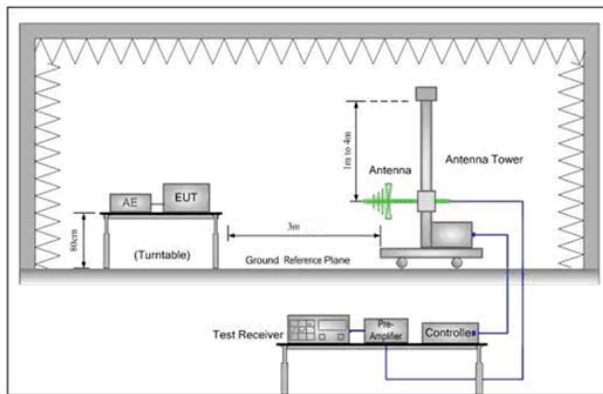 1m to 4m
Antenna
Antenna Tower
AE
EUT
80cm
(Turntable)
3m
Ground Reference Plane
Test Receiver
Pre-
Amplifier
Controller